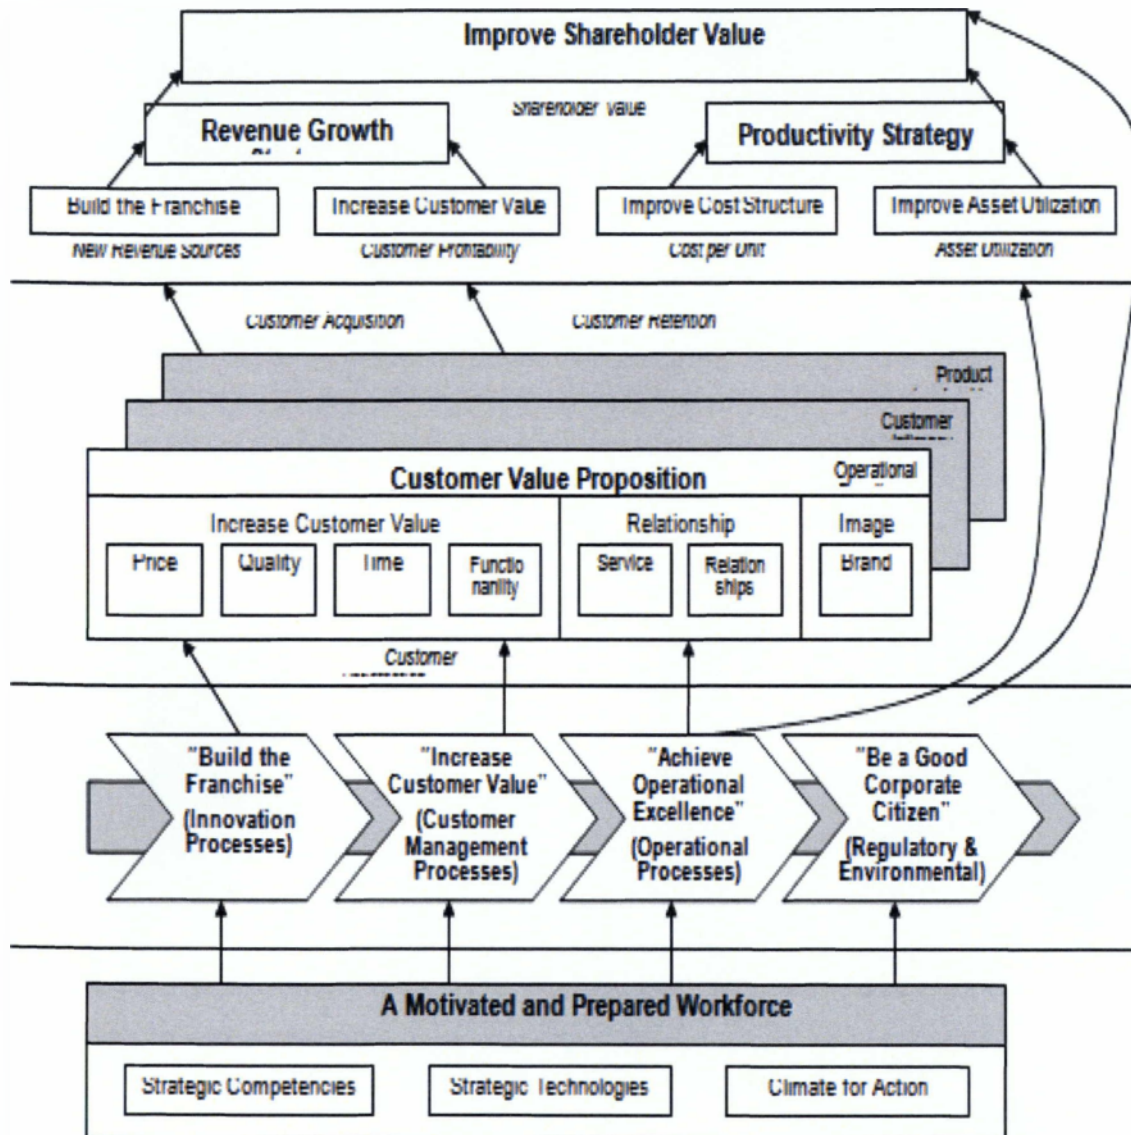 Improve Shareholder Value
Shareholder Value
Revenue Growth
Productivity Strategy
Build the Franchise
Increase Customer Value
Improve Cost Structure
Improve Asset Utilization
New Revenue Sources
Customer Profitability
Cost per Unit
Asset Utilization
Customer Acquisition
Customer Retention
Product
Customer
Operational
Customer Value Proposition
Increase Customer Value
Relationship
Image
Price
Quality
Time
Functio
nanlity
Service
Relation
ships
Brand
Customer
"Build the
Franchise"
(Innovation
Processes)
"Increase
Customer Value"
(Customer
Management
Processes)
"Achieve
Operational
Excellence"
(Operational
Processes)
"Be a Good
Corporate
Citizen"
(Regulatory &
Environmental)
A Motivated and Prepared Workforce
Strategic Competencies
Strategic Technologies
Climate for Action